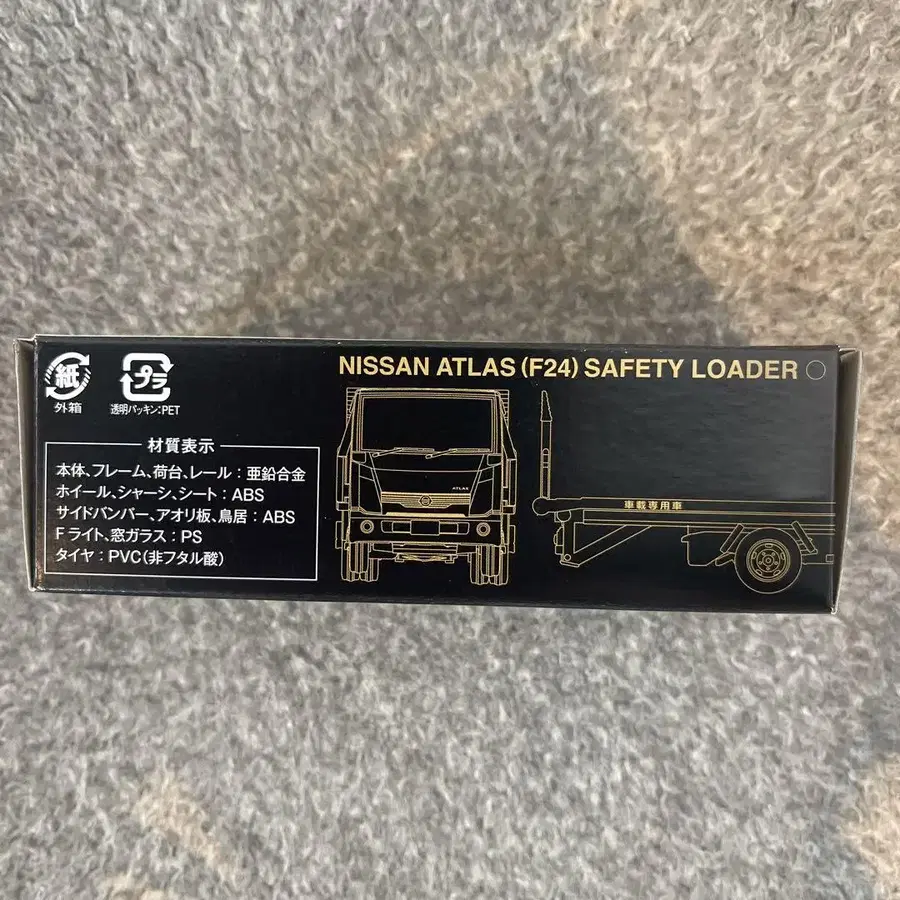 紙
外箱
プラ
透明パッキン:PET
NISSAN ATLAS (F24) SAFETY LOADER
材質表示
本体、フレーム、荷台、レール：亜鉛合金
ホイール、シャーシ、シート：ABS
サイドバンパー、アオリ板、鳥居：ABS
Fライト、窓ガラス：PS
タイヤ：PVC(非フタル酸)
ATLAS
車載専用車